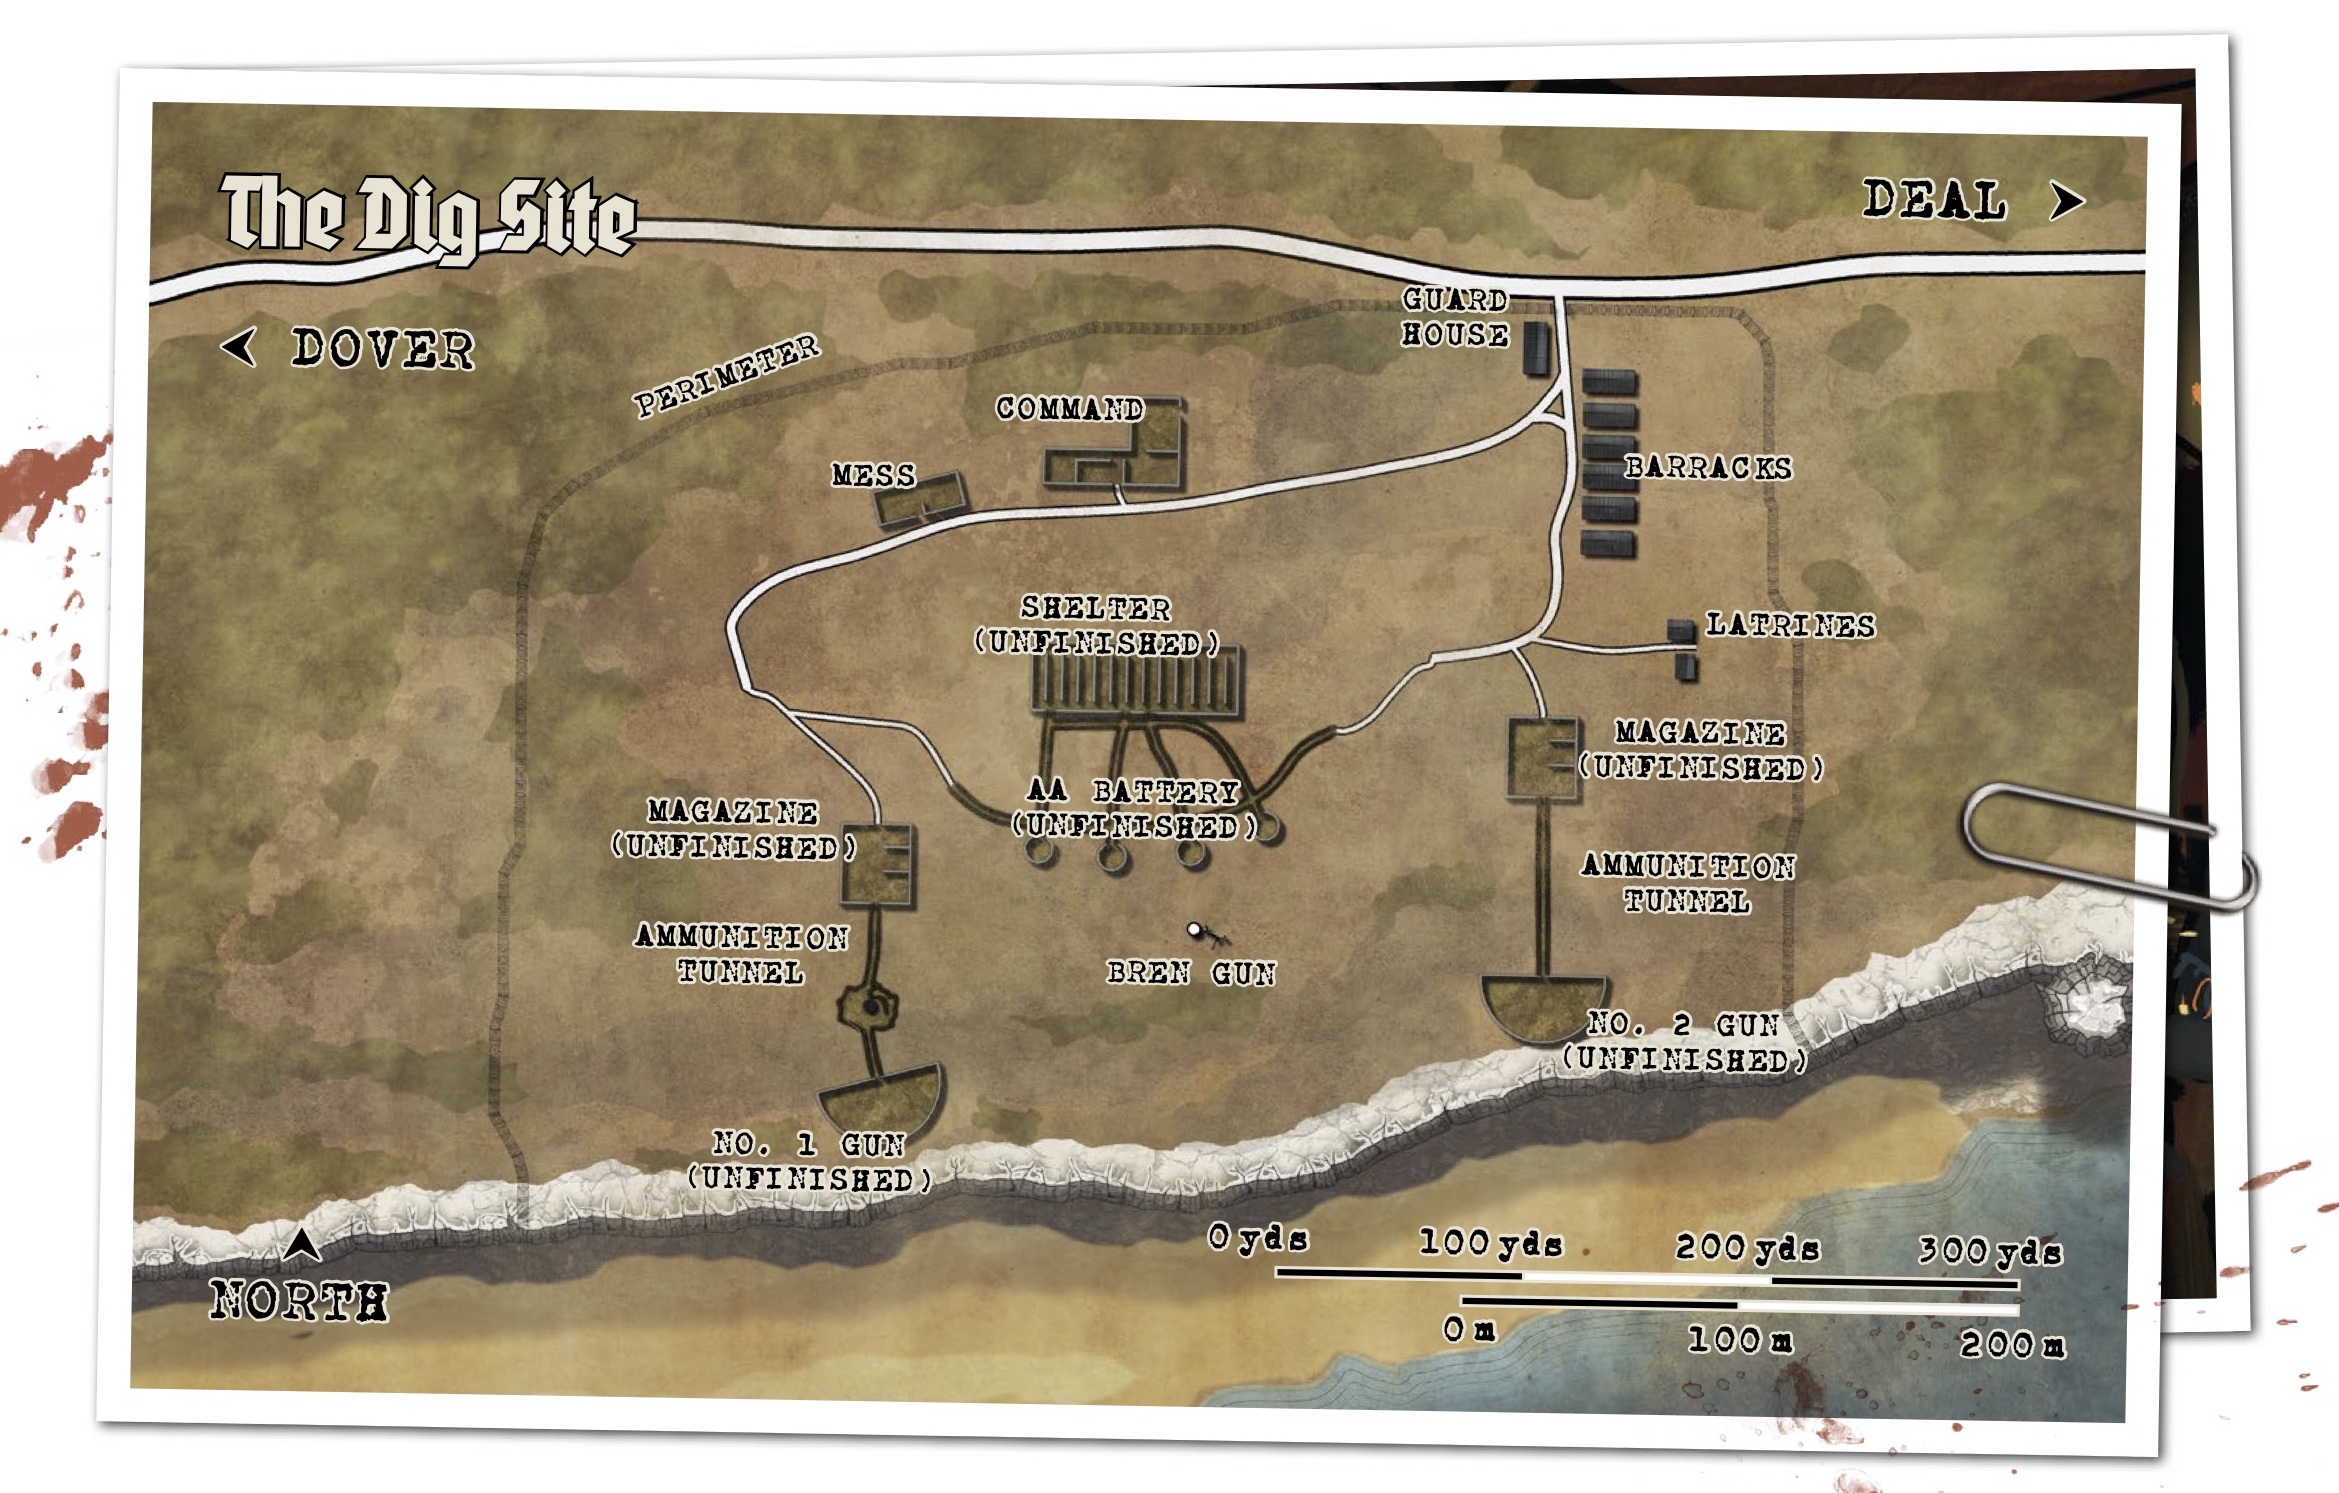 The Dig Site
DEAL
DOVER
PERIMETER
GUARD
HOUSE
COMMAND
MESS
BARRACKS
SHELTER
(UNFINISHED)
LATRINES
MAGAZINE
(UNFINISHED)
AA BATTERY
(UNFINISHED)
MAGAZINE
(UNFINISHED)
AMMUNITION
TUNNEL
AMMUNITION
TUNNEL
BREN GUN
NO. 2 GUN
(UNFINISHED)
NO. 1 GUN
(UNFINISHED)
NORTH
0 yds 100 yds 200 yds 300 yds
0 m 100 m 200 m